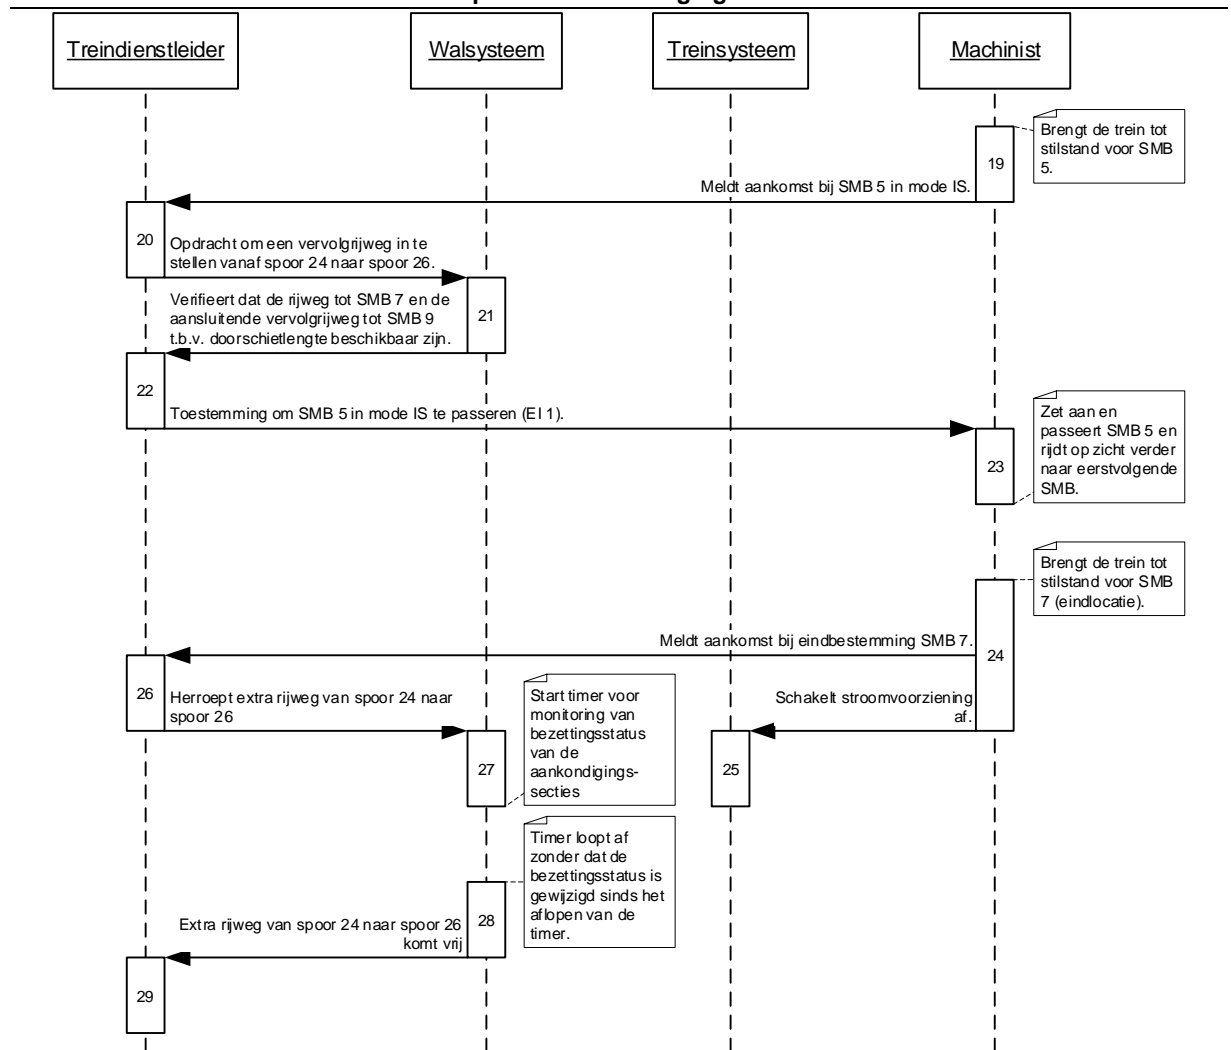 Treindienstleider
Walsysteem
Treinsysteem
Machinist
Brengt de trein tot
stilstand voor SMB
5.
19
Meldt aankomst bij SMB 5 in mode IS.
20
Opdracht om een vervolgrijweg in te
stellen vanaf spoor 24 naar spoor 26.
Verifieert dat de rijweg tot SMB 7 en de
aansluitende vervolgrijweg tot SMB 9
t.b.v. doorschietlengte beschikbaar zijn.
21
22
Toestemming om SMB 5 in mode IS te passeren (EI 1).
Zet aan en
passeert SMB 5 en
rijdt op zicht verder
naar eerstvolgende
SMB.
23
Brengt de trein tot
stilstand voor SMB
7 (eindlocatie).
Meldt aankomst bij eindbestemming SMB 7.
24
26
Herroept extra rijweg van spoor 24 naar
spoor 26
Start timer voor
monitoring van
bezettingsstatus
van de
aankondigings-
secties
Schakelt stroomvoorziening
af.
27
25
Timer loopt af
zonder dat de
bezettingsstatus is
gewijzigd sinds het
aflopen van de
timer.
Extra rijweg van spoor 24 naar spoor 26
komt vrij
28
29